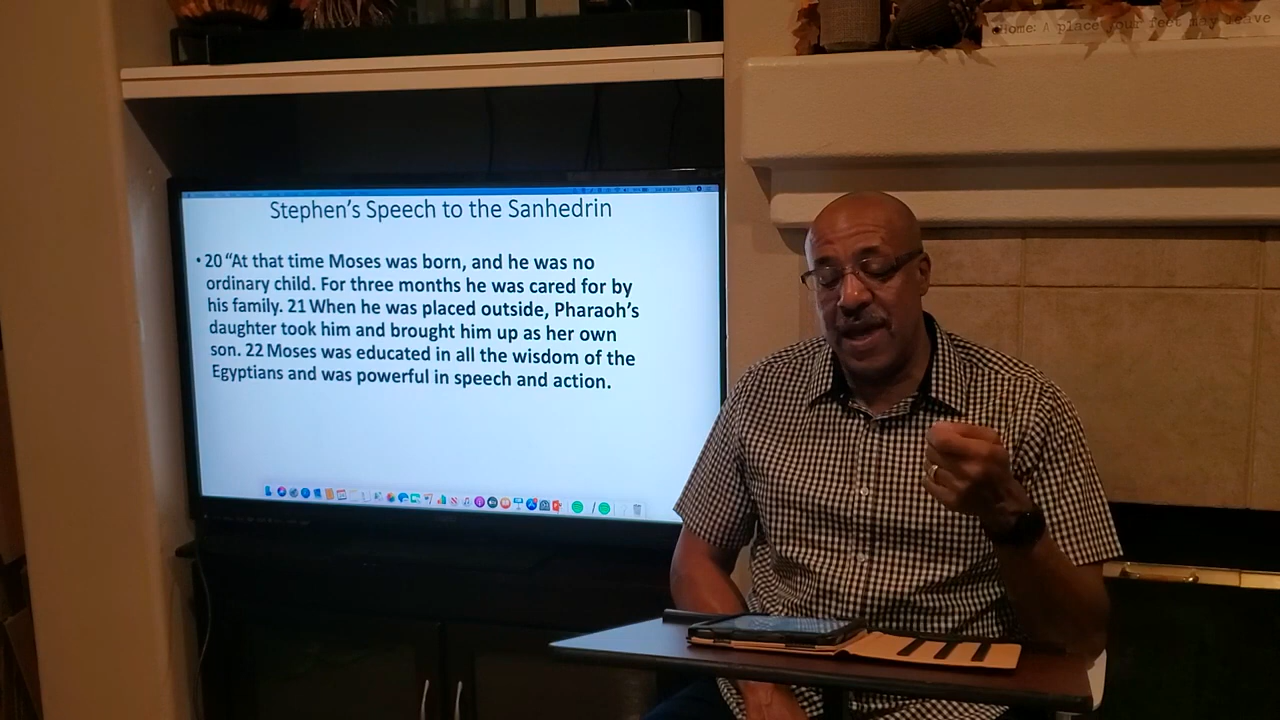 Home: A place your feet may leave
Stephen's Speech to the Sanhedrin
• 20 “At that time Moses was born, and he was no
ordinary child. For three months he was cared for by
his family. 21 When he was placed outside, Pharaoh's
daughter took him and brought him up as her own
son. 22 Moses was educated in all the wisdom of the
Egyptians and was powerful in speech and action.